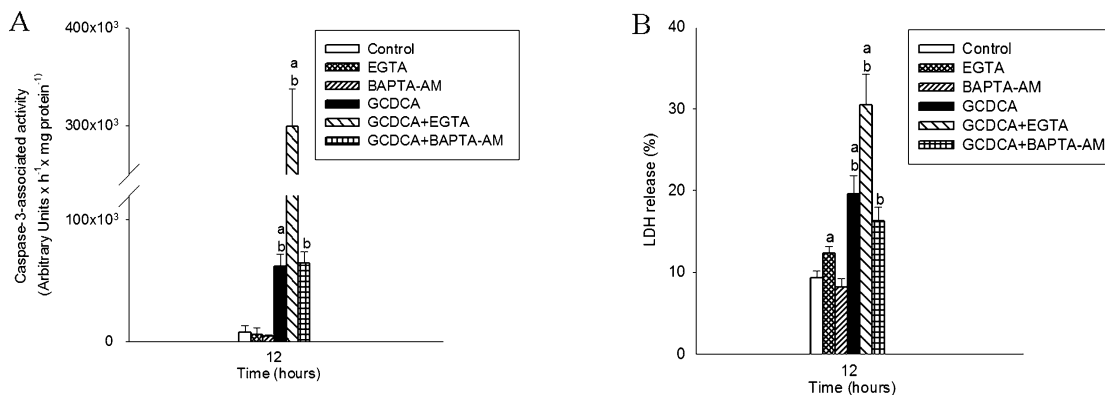 A
400x10³
300x10³
100x10³
0
Caspase-3-associated activity
(Arbitrary Units x h⁻¹x mg protein⁻¹)
Control
EGTA
BAPTA-AM
GCDCA
GCDCA+EGTA
GCDCA+BAPTA-AM
a
b
a
b
b
12
Time (hours)
B
40
30
20
10
0
LDH release (%)
Control
EGTA
BAPTA-AM
GCDCA
GCDCA+EGTA
GCDCA+BAPTA-AM
a
b
a
b
a
b
12
Time (hours)